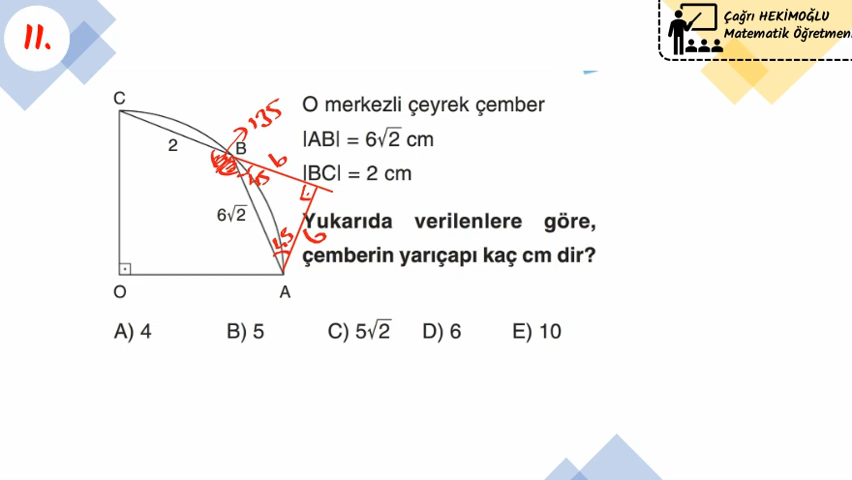 11.
Çağrı HEKİMOĞLU
Matematik Öğretmen
C
135
O merkezli çeyrek çember
2
B
6
|AB| = 6√2 cm
45
|BC| = 2 cm
6√2
45
6
Yukarıda verilenlere göre,
çemberin yarıçapı kaç cm dir?
O
A
A) 4 B) 5 C) 5√2 D) 6 E) 10